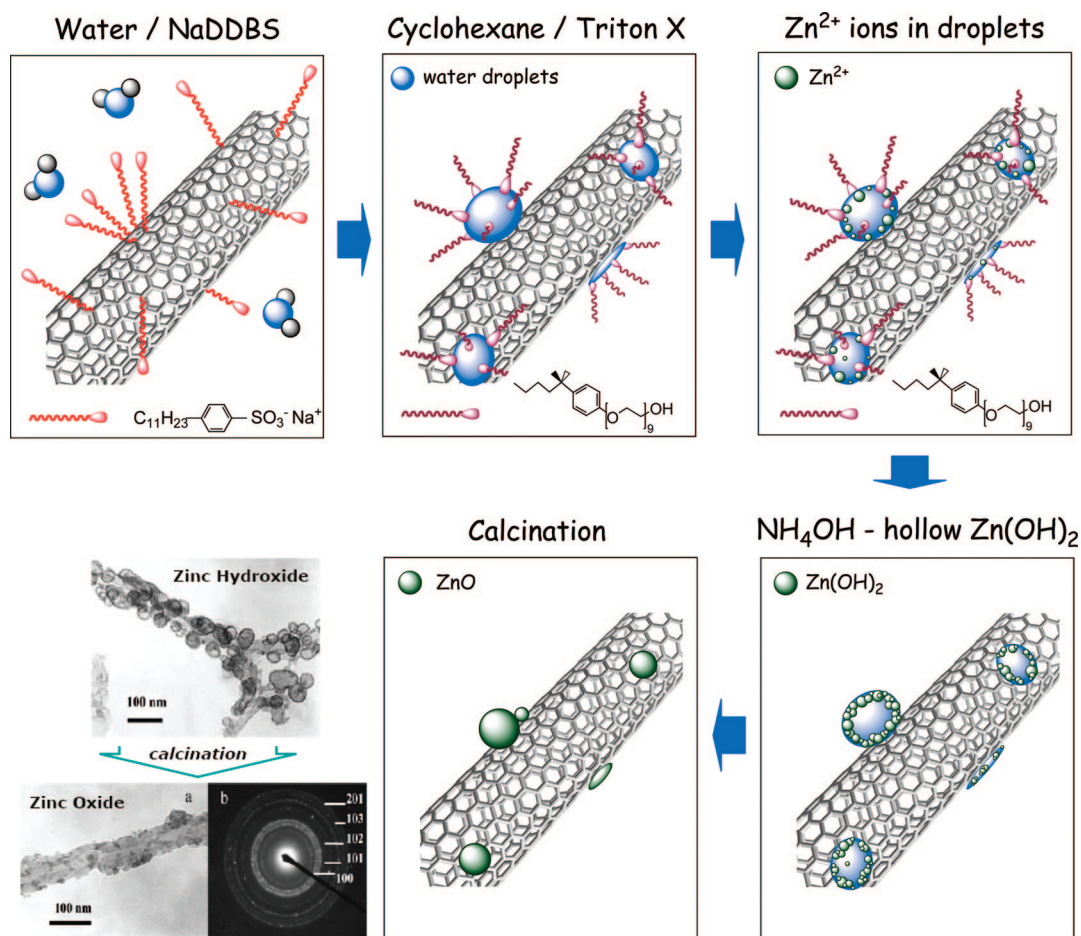 Water / NaDDBS
Cyclohexane / Triton X
Zn²⁺ ions in droplets
water droplets
Zn²⁺
C₁₁H₂₃
SO₃⁻ Na⁺
O
OH
9
O
OH
9
Calcination
NH₄OH - hollow Zn(OH)₂
ZnO
Zn(OH)₂
Zinc Hydroxide
100 nm
calcination
Zinc Oxide
a
b
201
103
102
101
100
100 nm